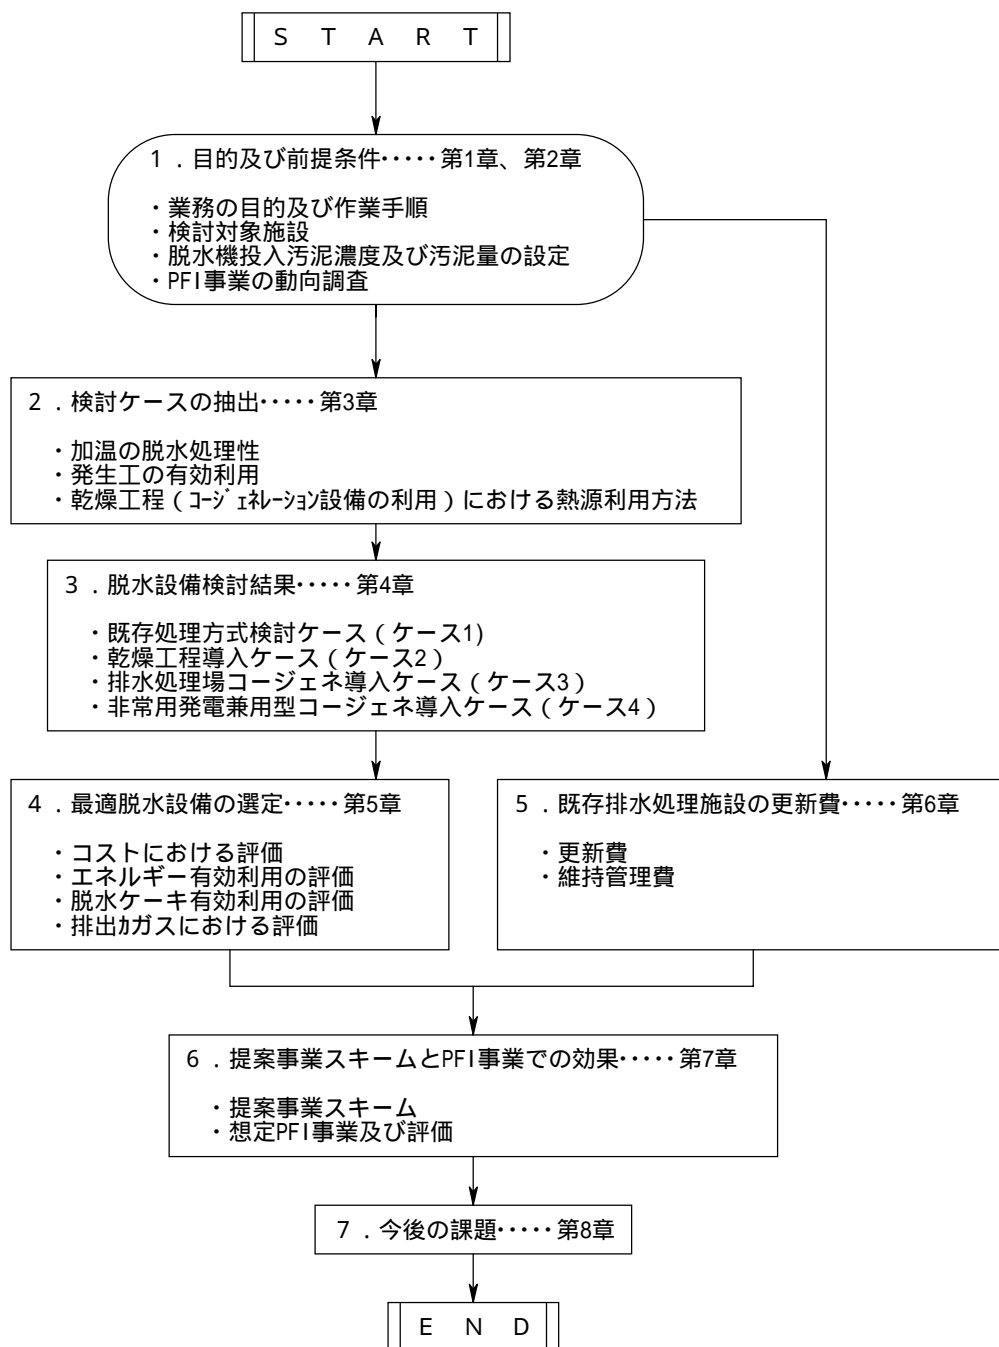 ＳＴＡＲＴ
１．目的及び前提条件‥‥‥第1章、第2章
・業務の目的及び作業手順
・検討対象施設
・脱水機投入汚泥濃度及び汚泥量の設定
・PFI事業の動向調査
２．検討ケースの抽出‥‥‥第3章
・加温の脱水処理性
・発生工の有効利用
・乾燥工程（ｺｰｼﾞｪﾈﾚｰｼｮﾝ設備の利用）における熱源利用方法
３．脱水設備検討結果‥‥‥第4章
・既存処理方式検討ケース（ケース1)
・乾燥工程導入ケース（ケース2）
・排水処理場コージェネ導入ケース（ケース3）
・非常用発電兼用型コージェネ導入ケース（ケース4）
４．最適脱水設備の選定‥‥‥第5章
・コストにおける評価
・エネルギー有効利用の評価
・脱水ケーキ有効利用の評価
・排出ｶガスにおける評価
５．既存排水処理施設の更新費‥‥‥第6章
・更新費
・維持管理費
６．提案事業スキームとPFI事業での効果‥‥‥第7章
・提案事業スキーム
・想定PFI事業及び評価
７．今後の課題‥‥‥第8章
ＥＮＤ